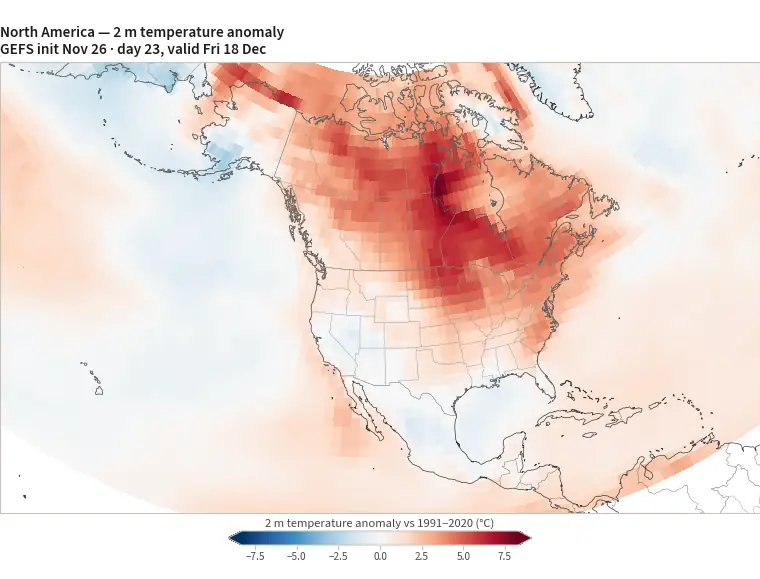 North America — 2 m temperature anomaly
GEFS init Nov 26 · day 23, valid Fri 18 Dec
2 m temperature anomaly vs 1991–2020 (°C)
−7.5 −5.0 −2.5 0.0 2.5 5.0 7.5